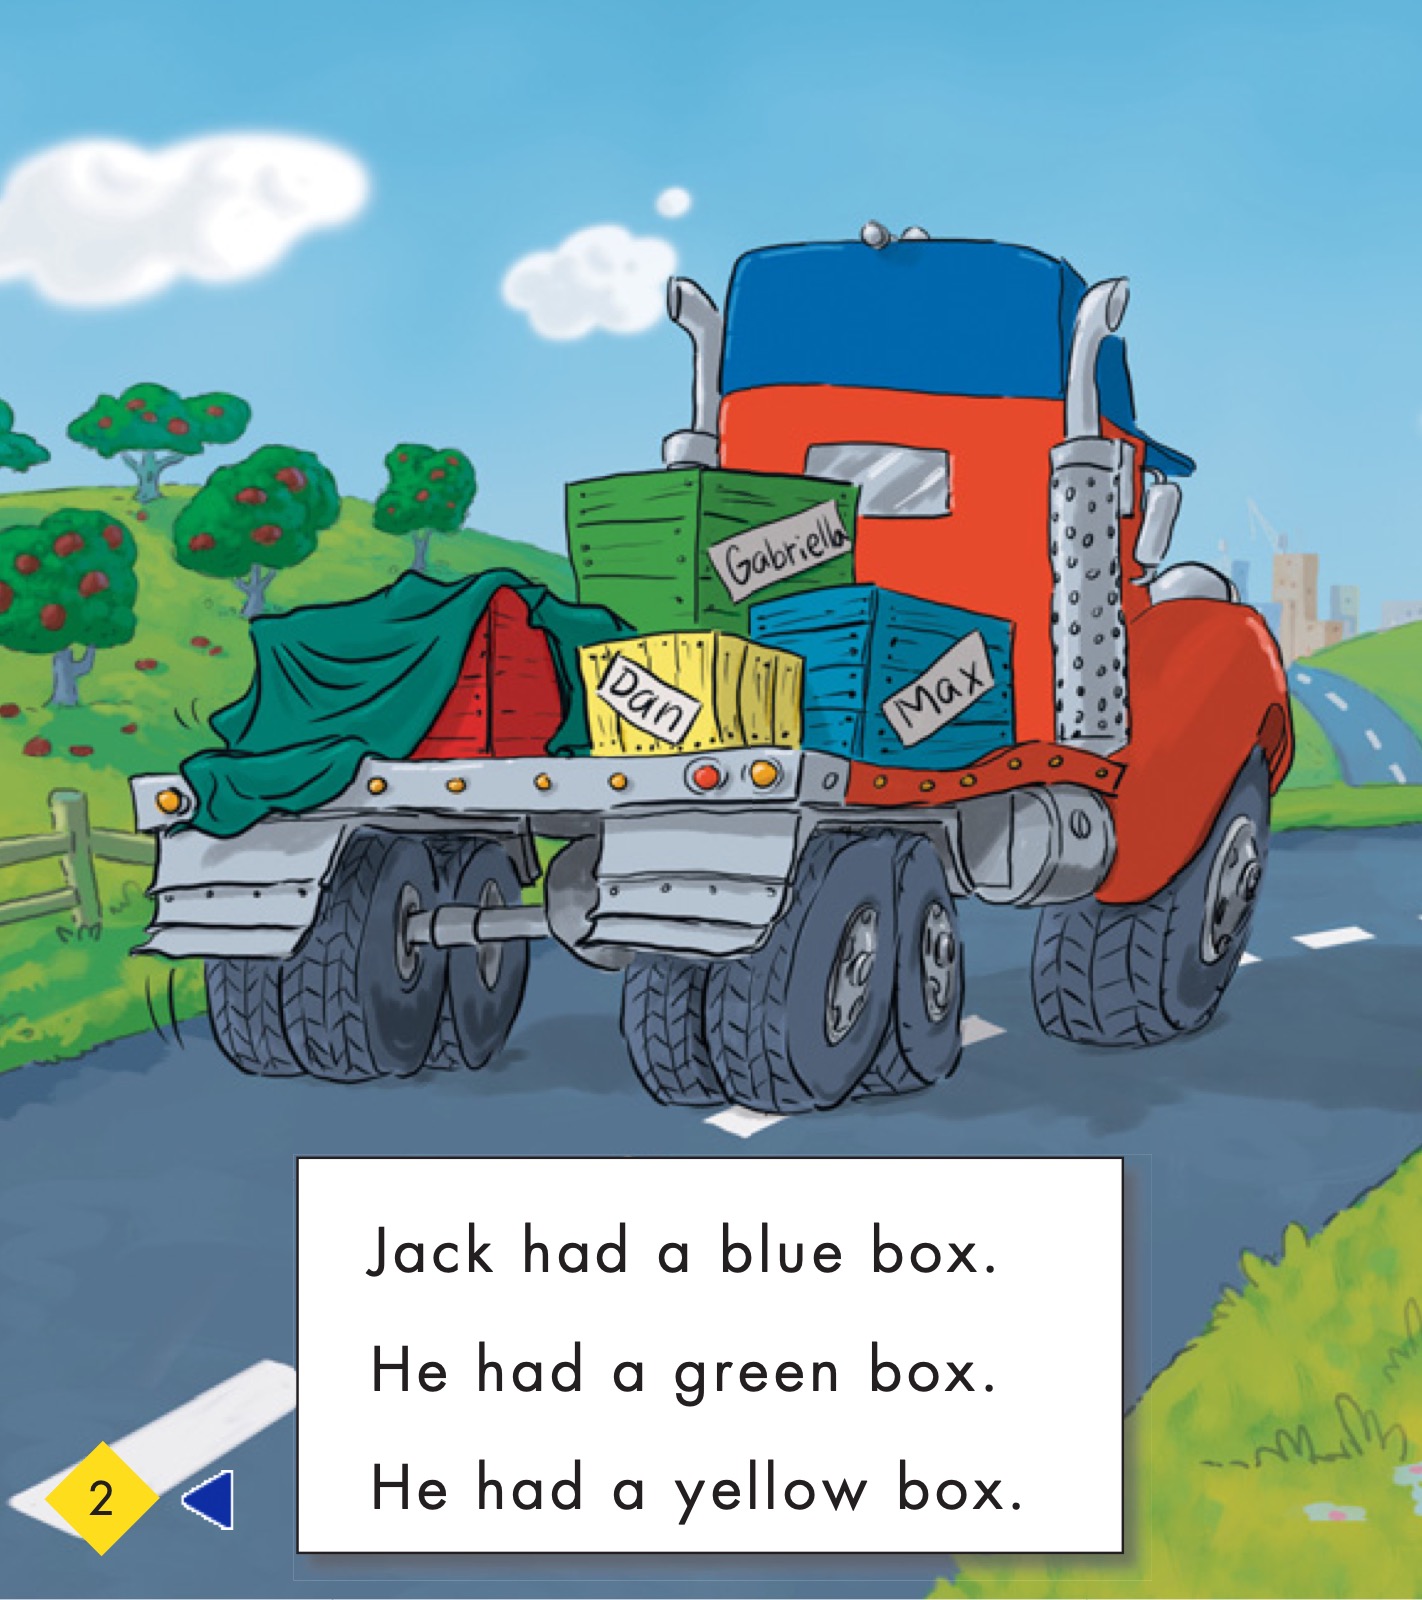 Gabriella
Dan
Max
Jack had a blue box.
He had a green box.
He had a yellow box.
2